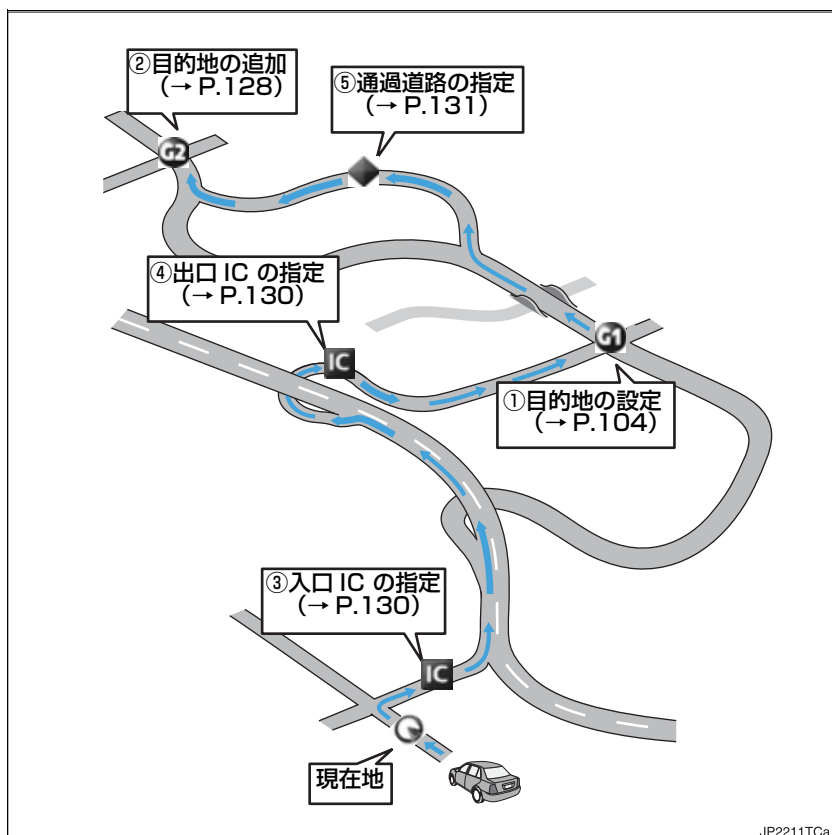 ②目的地の追加
(→ P.128)
⑤通過道路の指定
(→ P.131)
G2
④出口 IC の指定
(→ P.130)
IC
G1
①目的地の設定
(→ P.104)
③入口 IC の指定
(→ P.130)
IC
現在地
JP2211TCa